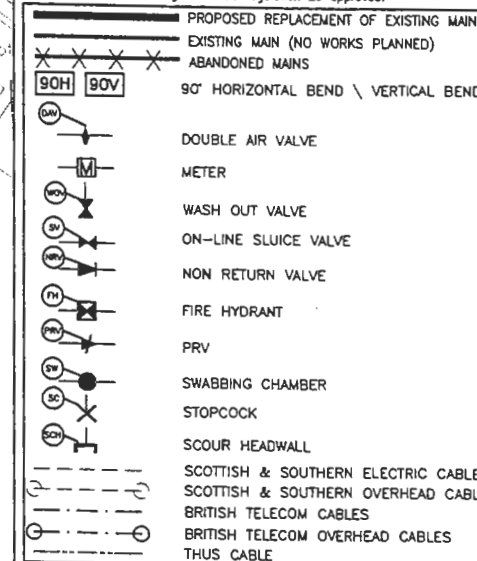 PROPOSED REPLACEMENT OF EXISTING MAIN
EXISTING MAIN (NO WORKS PLANNED)
ABANDONED MAINS
90H 90V 90° HORIZONTAL BEND \ VERTICAL BEND
DAV DOUBLE AIR VALVE
M METER
WOV WASH OUT VALVE
SV ON-LINE SLUICE VALVE
NRV NON RETURN VALVE
FH FIRE HYDRANT
PRV PRV
SW SWABBING CHAMBER
SC STOPCOCK
SCH SCOUR HEADWALL
SCOTTISH & SOUTHERN ELECTRIC CABLE
SCOTTISH & SOUTHERN OVERHEAD CABL
BRITISH TELECOM CABLES
BRITISH TELECOM OVERHEAD CABLES
THUS CABLE